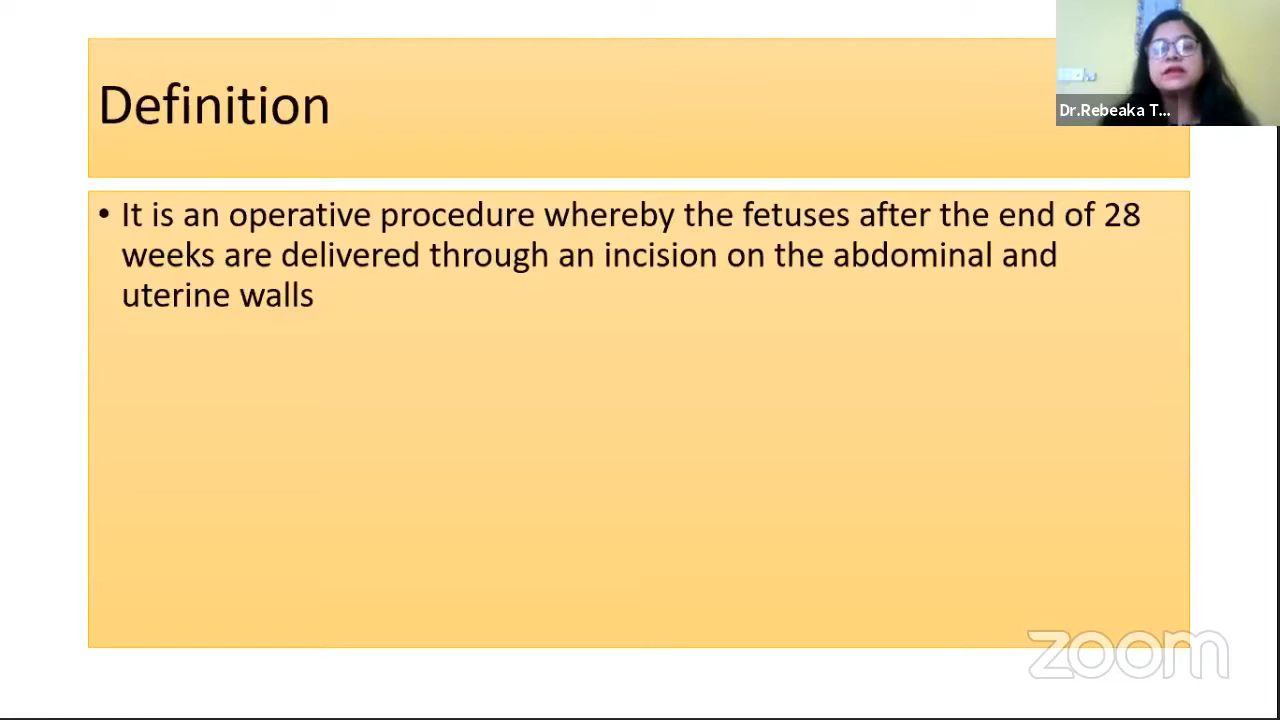 Definition
Dr.Rebeaka T...
• It is an operative procedure whereby the fetuses after the end of 28
weeks are delivered through an incision on the abdominal and
uterine walls
zoom